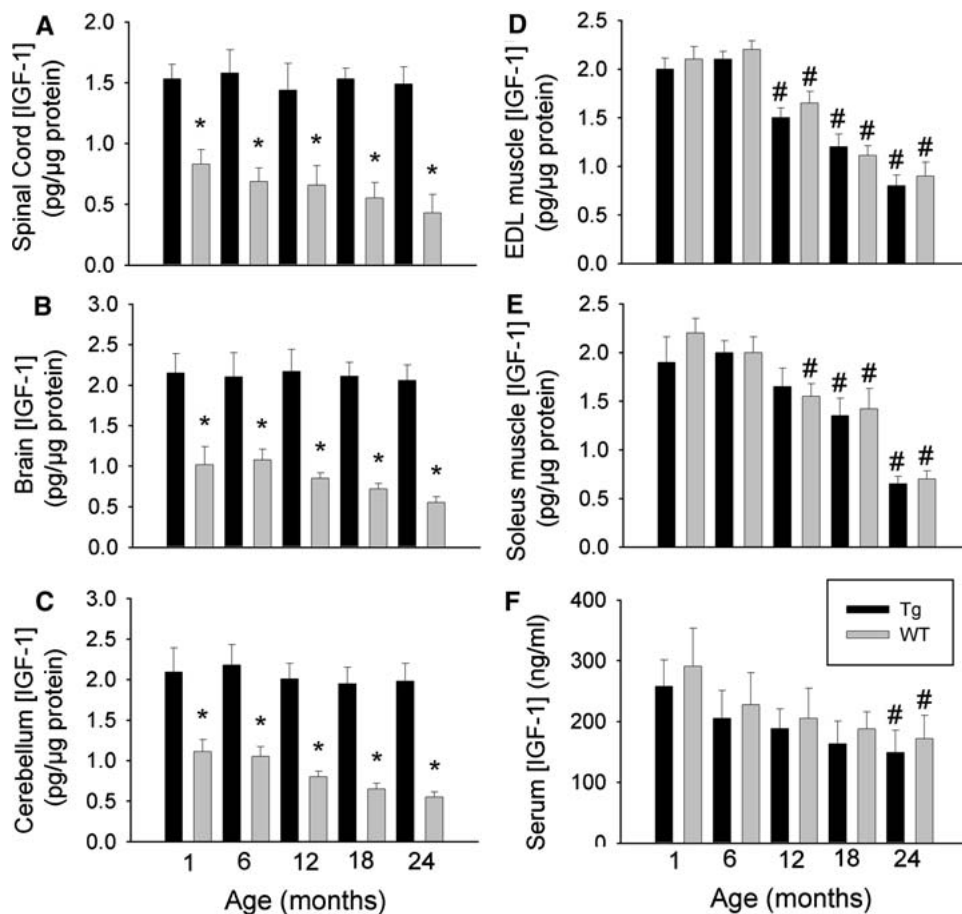 A
Spinal Cord [IGF-1]
(pg/µg protein)
2.0
1.5
1.0
0.5
0.0
* * * * *
B
Brain [IGF-1]
(pg/µg protein)
3.0
2.5
2.0
1.5
1.0
0.5
0.0
* * * * *
C
Cerebellum [IGF-1]
(pg/µg protein)
3.0
2.5
2.0
1.5
1.0
0.5
0.0
* * * * *
1 6 12 18 24
Age (months)
D
EDL muscle [IGF-1]
(pg/µg protein)
2.5
2.0
1.5
1.0
0.5
0.0
# # # # # #
E
Soleus muscle [IGF-1]
(pg/µg protein)
2.5
2.0
1.5
1.0
0.5
0.0
# # # # #
F
Serum [IGF-1] (ng/ml)
400
300
200
100
0
Tg
WT
# #
1 6 12 18 24
Age (months)